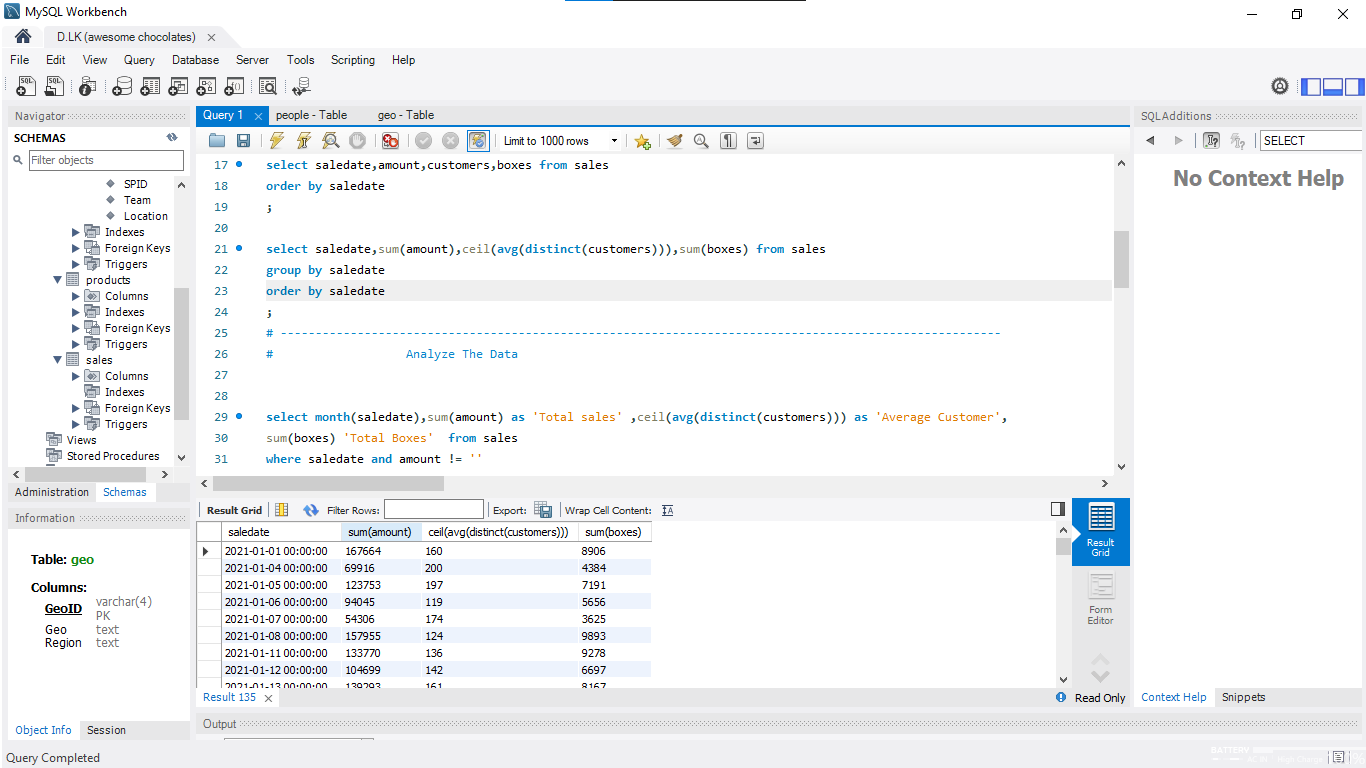 MySQL Workbench
D.LK (awesome chocolates)
File Edit View Query Database Server Tools Scripting Help
Navigator
SCHEMAS
Filter objects
SPID
Team
Location
Indexes
Foreign Keys
Triggers
products
Columns
Indexes
Foreign Keys
Triggers
sales
Columns
Indexes
Foreign Keys
Triggers
Views
Stored Procedures
Administration Schemas
Information
Table: geo
Columns:
GeoID varchar(4) PK
Geo text
Region text
Object Info Session
Query 1 people - Table geo - Table
Limit to 1000 rows
17 select saledate,amount,customers,boxes from sales
18 order by saledate
19 ;
20
21 select saledate,sum(amount),ceil(avg(distinct(customers))),sum(boxes) from sales
22 group by saledate
23 order by saledate
24 ;
25 # -------------------------------------------------------------------------------------------------------
26 # Analyze The Data
27
28
29 select month(saledate),sum(amount) as 'Total sales' ,ceil(avg(distinct(customers))) as 'Average Customer',
30 sum(boxes) 'Total Boxes' from sales
31 where saledate and amount != ''
Result Grid Filter Rows: Export: Wrap Cell Content:
saledate sum(amount) ceil(avg(distinct(customers))) sum(boxes)
2021-01-01 00:00:00 167664 160 8906
2021-01-04 00:00:00 69916 200 4384
2021-01-05 00:00:00 123753 197 7191
2021-01-06 00:00:00 94045 119 5656
2021-01-07 00:00:00 54306 174 3625
2021-01-08 00:00:00 157955 124 9893
2021-01-11 00:00:00 133770 136 9278
2021-01-12 00:00:00 104699 142 6697
2021-01-13 00:00:00 139293 161 8167
Result Grid
Form Editor
Result 135
Read Only
Output
SQLAdditions
SELECT
No Context Help
Context Help Snippets
Query Completed
BATTERY